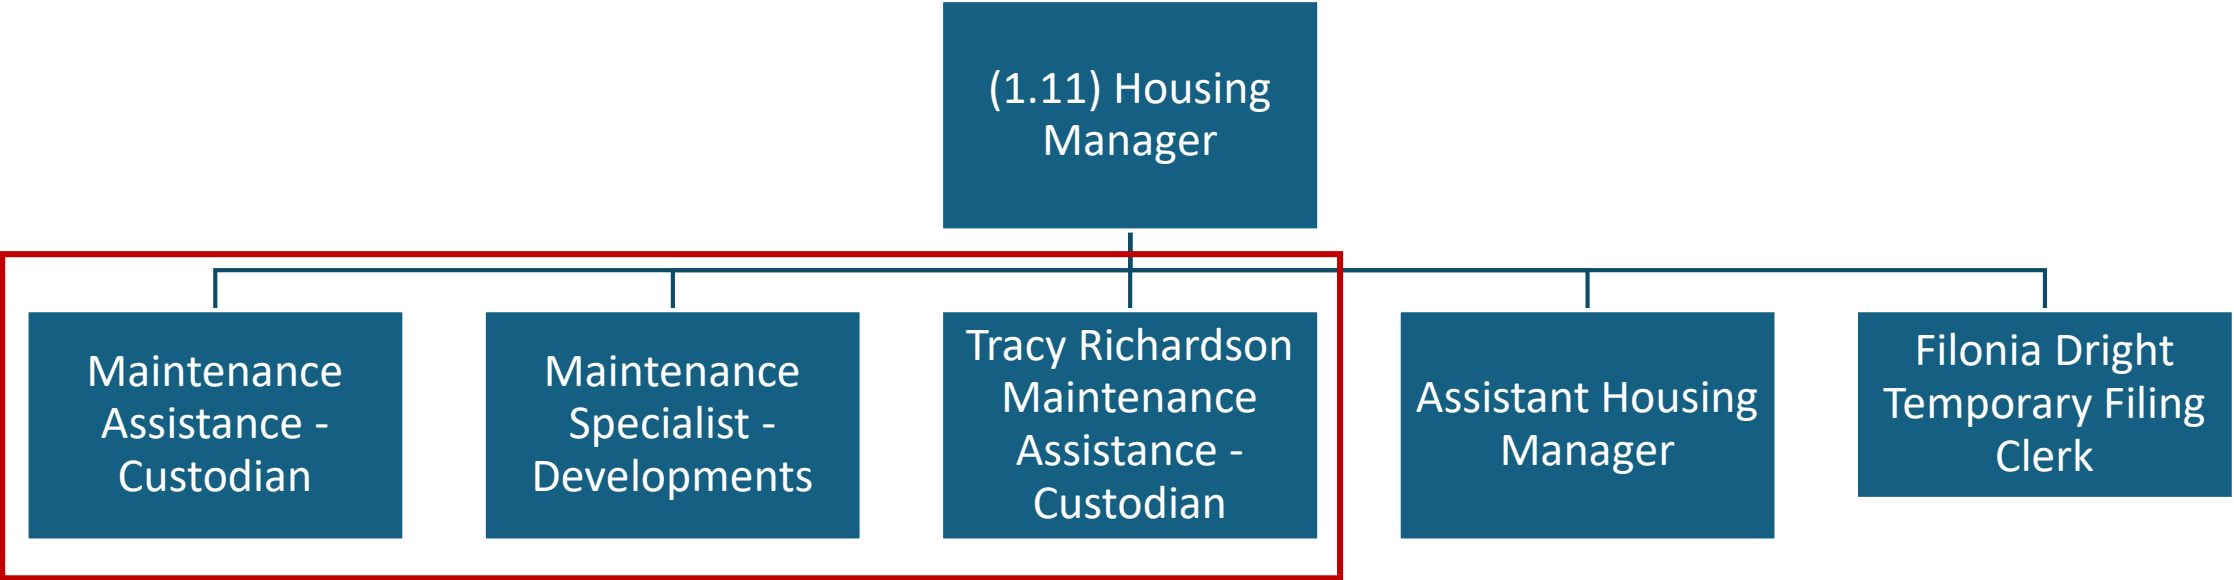 (1.11) Housing
Manager
Maintenance
Assistance -
Custodian
Maintenance
Specialist -
Developments
Tracy Richardson
Maintenance
Assistance -
Custodian
Assistant Housing
Manager
Filonia Dright
Temporary Filing
Clerk